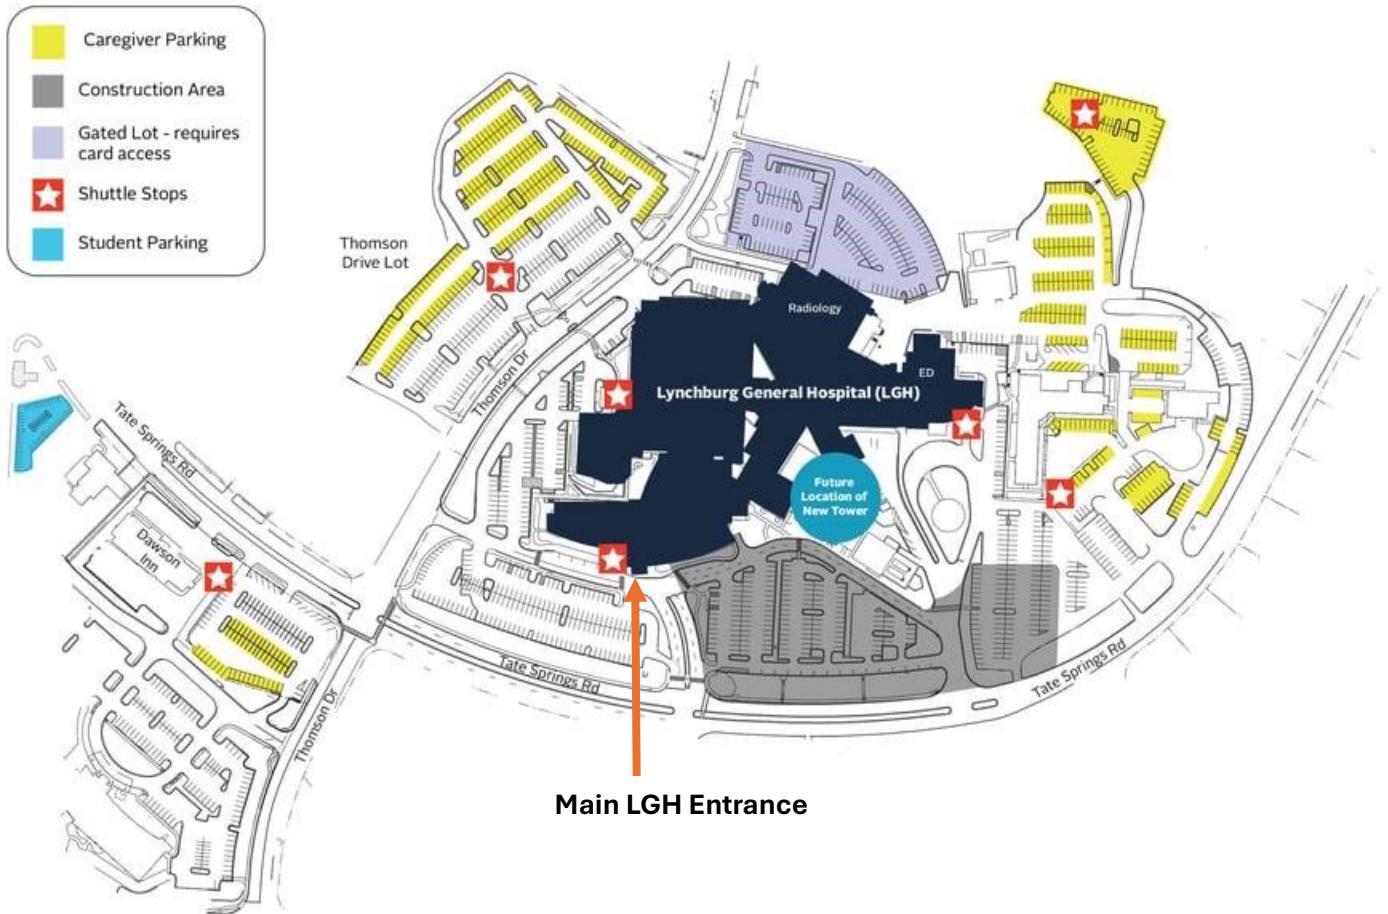 Caregiver Parking
Construction Area
Gated Lot - requires
card access
Shuttle Stops
Student Parking
Thomson
Drive Lot
Radiology
ED
Lynchburg General Hospital (LGH)
Thomson Dr
Tate Springs Rd
Future
Location of
New Tower
Dawson
Inn
Tate Springs Rd
Tate Springs Rd
Thomson Dr
Main LGH Entrance